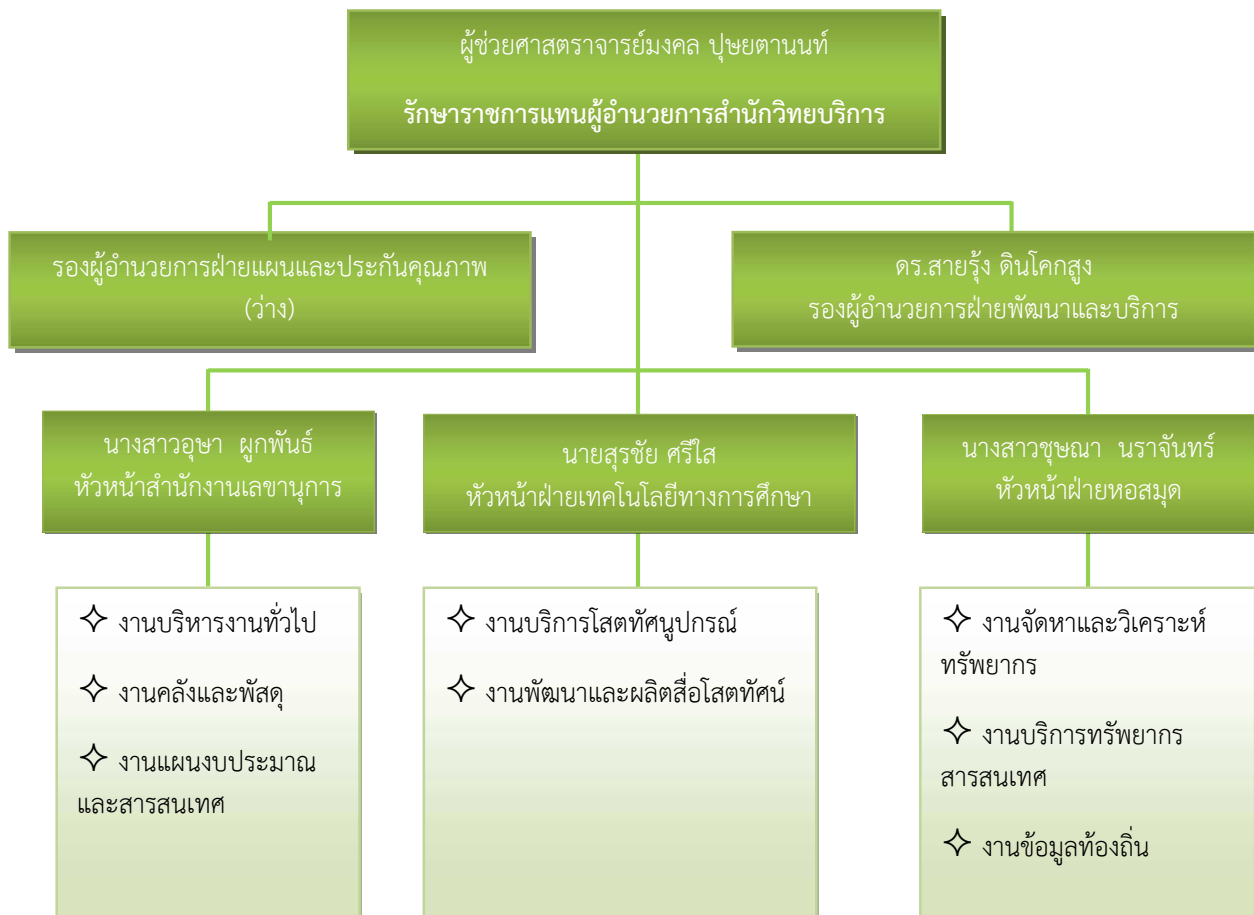 ผู้ช่วยศาสตราจารย์มงคล ปุษยตานนท์
รักษาราชการแทนผู้อำนวยการสำนักวิทยบริการ
รองผู้อำนวยการฝ่ายแผนและประกันคุณภาพ
(ว่าง)
ดร.สายรุ้ง ดินโคกสูง
รองผู้อำนวยการฝ่ายพัฒนาและบริการ
นางสาวอุษา  ผูกพันธ์
หัวหน้าสำนักงานเลขานุการ
นายสุรชัย ศรีใส
หัวหน้าฝ่ายเทคโนโลยีทางการศึกษา
นางสาวชุษณา  นราจันทร์
หัวหน้าฝ่ายหอสมุด
✧ งานบริหารงานทั่วไป
✧ งานคลังและพัสดุ
✧ งานแผนงบประมาณ
และสารสนเทศ
✧ งานบริการโสตทัศนูปกรณ์
✧ งานพัฒนาและผลิตสื่อโสตทัศน์
✧ งานจัดหาและวิเคราะห์
ทรัพยากร
✧ งานบริการทรัพยากร
สารสนเทศ
✧ งานข้อมูลท้องถิ่น